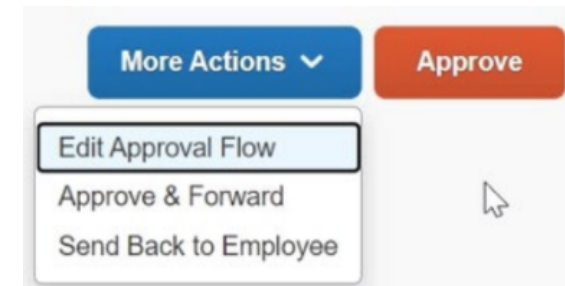 More Actions
Approve
Edit Approval Flow
Approve & Forward
Send Back to Employee